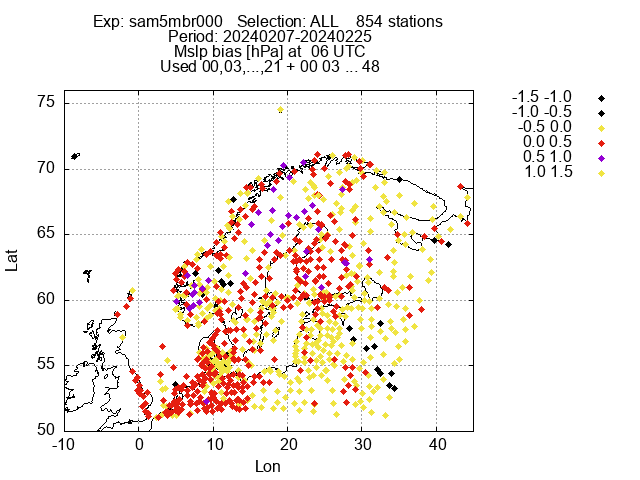 Exp: sam5mbr000 Selection: ALL 854 stations
Period: 20240207-20240225
Mslp bias [hPa] at 06 UTC
Used 00,03,...,21 + 00 03 ... 48
-1.5 -1.0
-1.0 -0.5
-0.5 0.0
0.0 0.5
0.5 1.0
1.0 1.5
75
70
65
60
55
50
Lat
-10 0 10 20 30 40
Lon